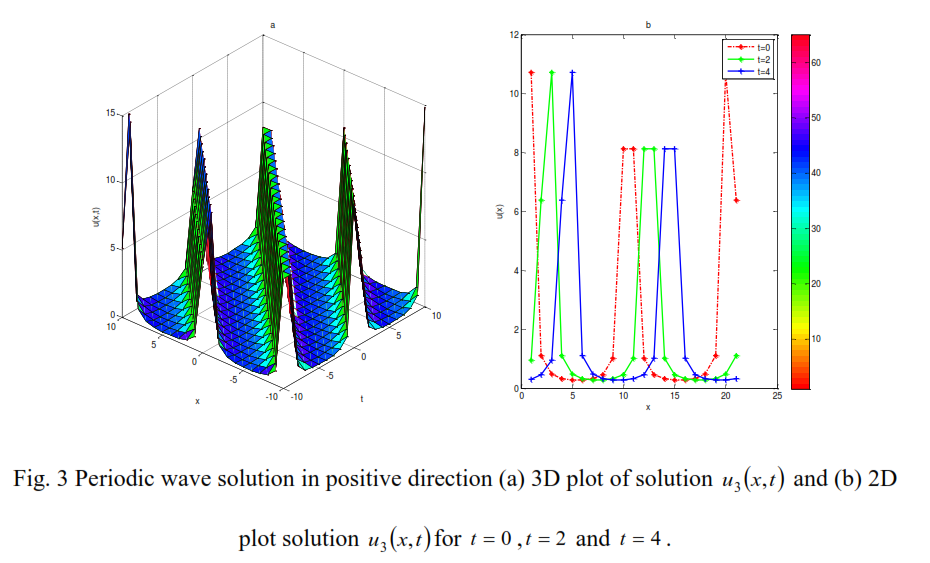 a
15
10
5
0
u(x,t)
10
5
0
-5
-10
x
-10
-5
0
5
10
t
b
12
10
8
6
4
2
0
u(x)
0
5
10
15
20
25
x
t=0
t=2
t=4
60
50
40
30
20
10
Fig. 3 Periodic wave solution in positive direction (a) 3D plot of solution u₃(x,t) and (b) 2D
plot solution u₃(x,t) for t = 0 , t = 2 and t = 4 .